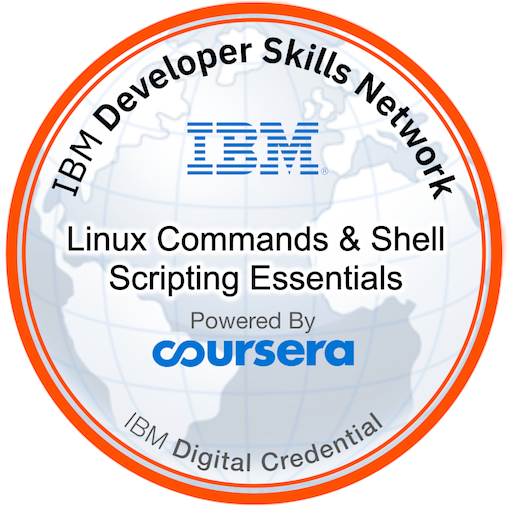 IBM Developer Skills Network
IBM®
Linux Commands & Shell
Scripting Essentials
Powered By
coursera
IBM Digital Credential